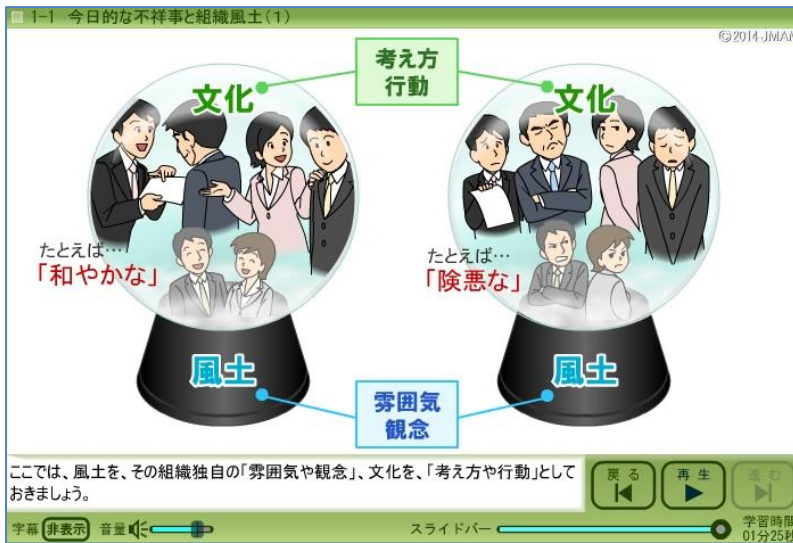 1-1 今日的な不祥事と組織風土(1)
©2014 JMAM
考え方
行動
文化
文化
たとえば…
「和やかな」
たとえば…
「険悪な」
風土
風土
雰囲気
観念
ここでは、風土を、その組織独自の「雰囲気や観念」、文化を、「考え方や行動」として
おきましょう。
戻る
再生
進む
字幕 非表示 音量
スライドバー
学習時間
01分25秒